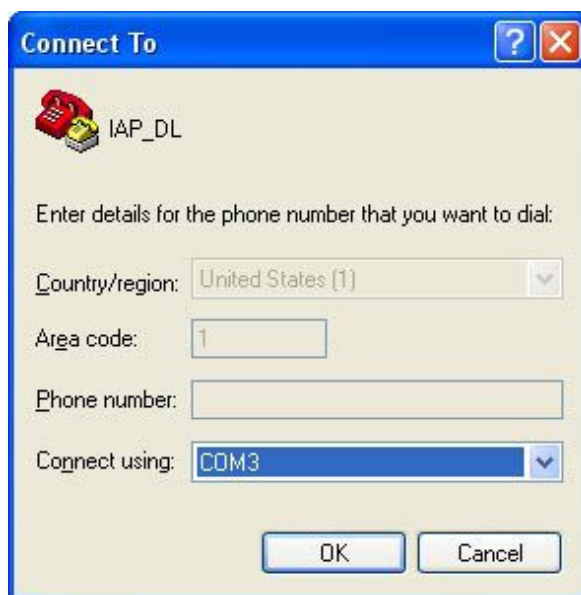 Connect To
IAP_DL
Enter details for the phone number that you want to dial:
Country/region: United States (1)
Area code: 1
Phone number:
Connect using: COM3
OK Cancel